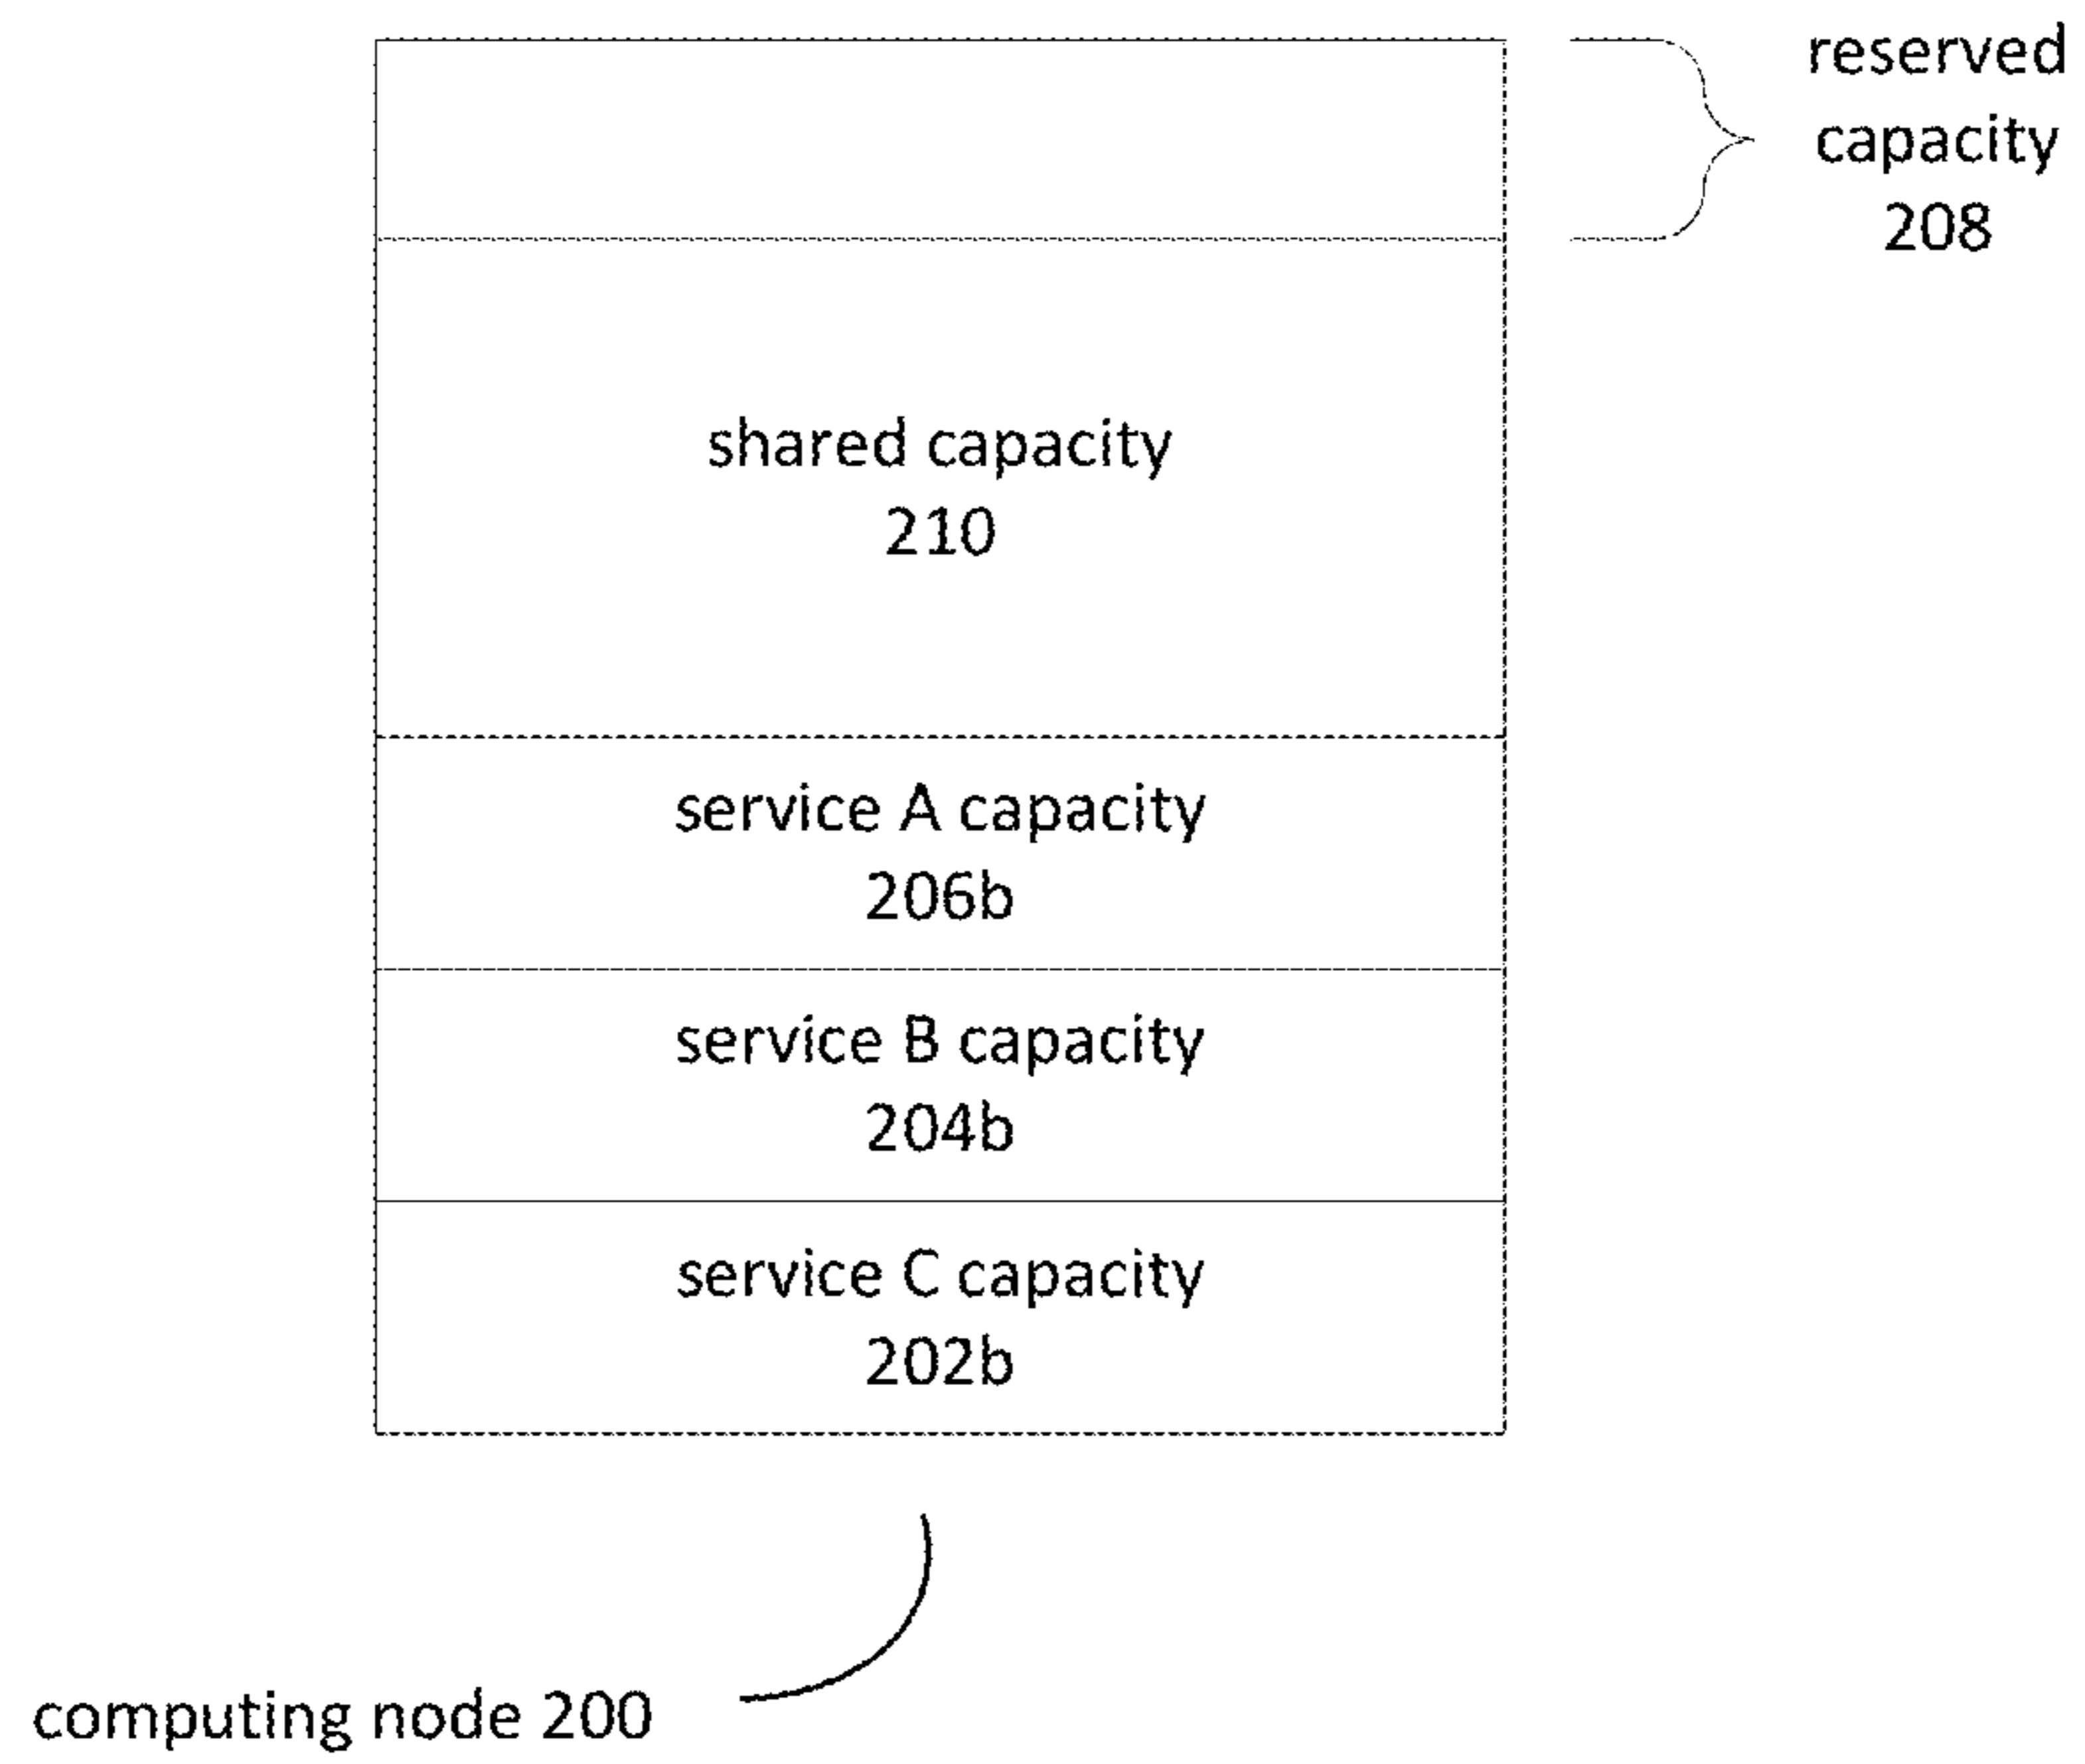 reserved
capacity
208
shared capacity
210
service A capacity
206b
service B capacity
204b
service C capacity
202b
computing node 200